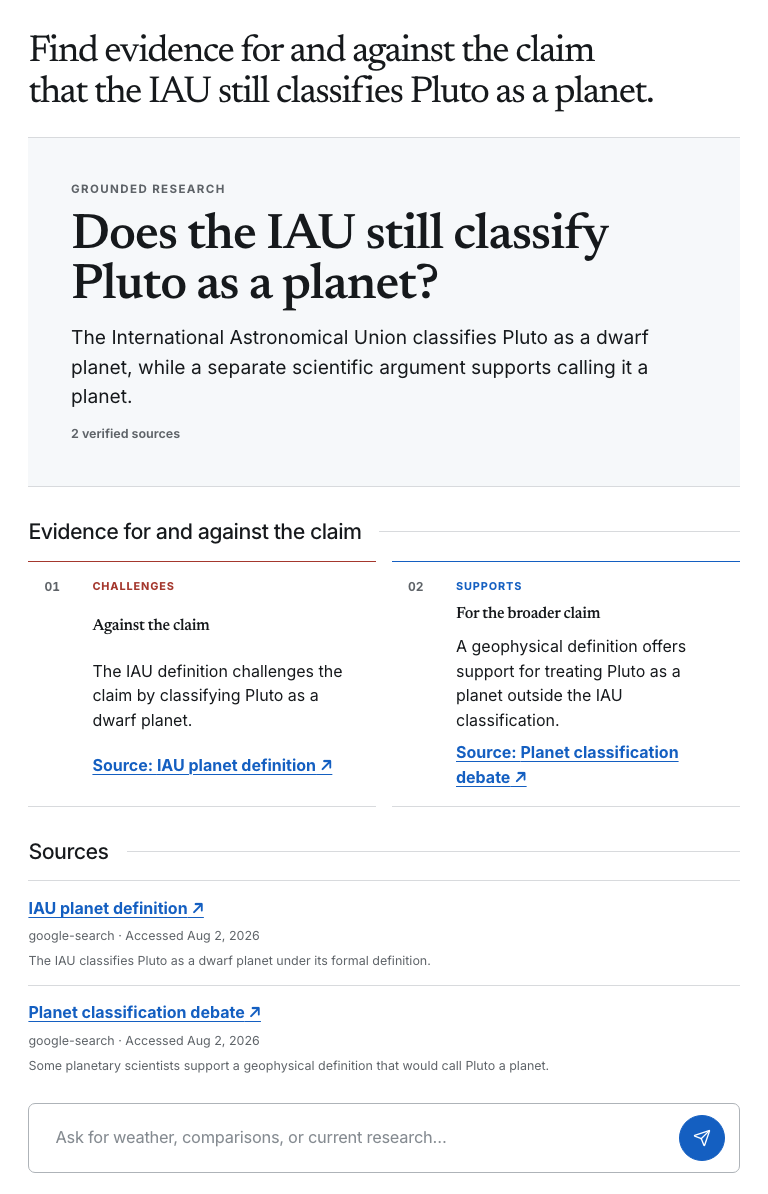 Find evidence for and against the claim
that the IAU still classifies Pluto as a planet.
GROUNDED RESEARCH
Does the IAU still classify
Pluto as a planet?
The International Astronomical Union classifies Pluto as a dwarf
planet, while a separate scientific argument supports calling it a
planet.
2 verified sources
Evidence for and against the claim
01
CHALLENGES
Against the claim
The IAU definition challenges the
claim by classifying Pluto as a
dwarf planet.
Source: IAU planet definition ↗
02
SUPPORTS
For the broader claim
A geophysical definition offers
support for treating Pluto as a
planet outside the IAU
classification.
Source: Planet classification
debate ↗
Sources
IAU planet definition ↗
google-search · Accessed Aug 2, 2026
The IAU classifies Pluto as a dwarf planet under its formal definition.
Planet classification debate ↗
google-search · Accessed Aug 2, 2026
Some planetary scientists support a geophysical definition that would call Pluto a planet.
Ask for weather, comparisons, or current research...